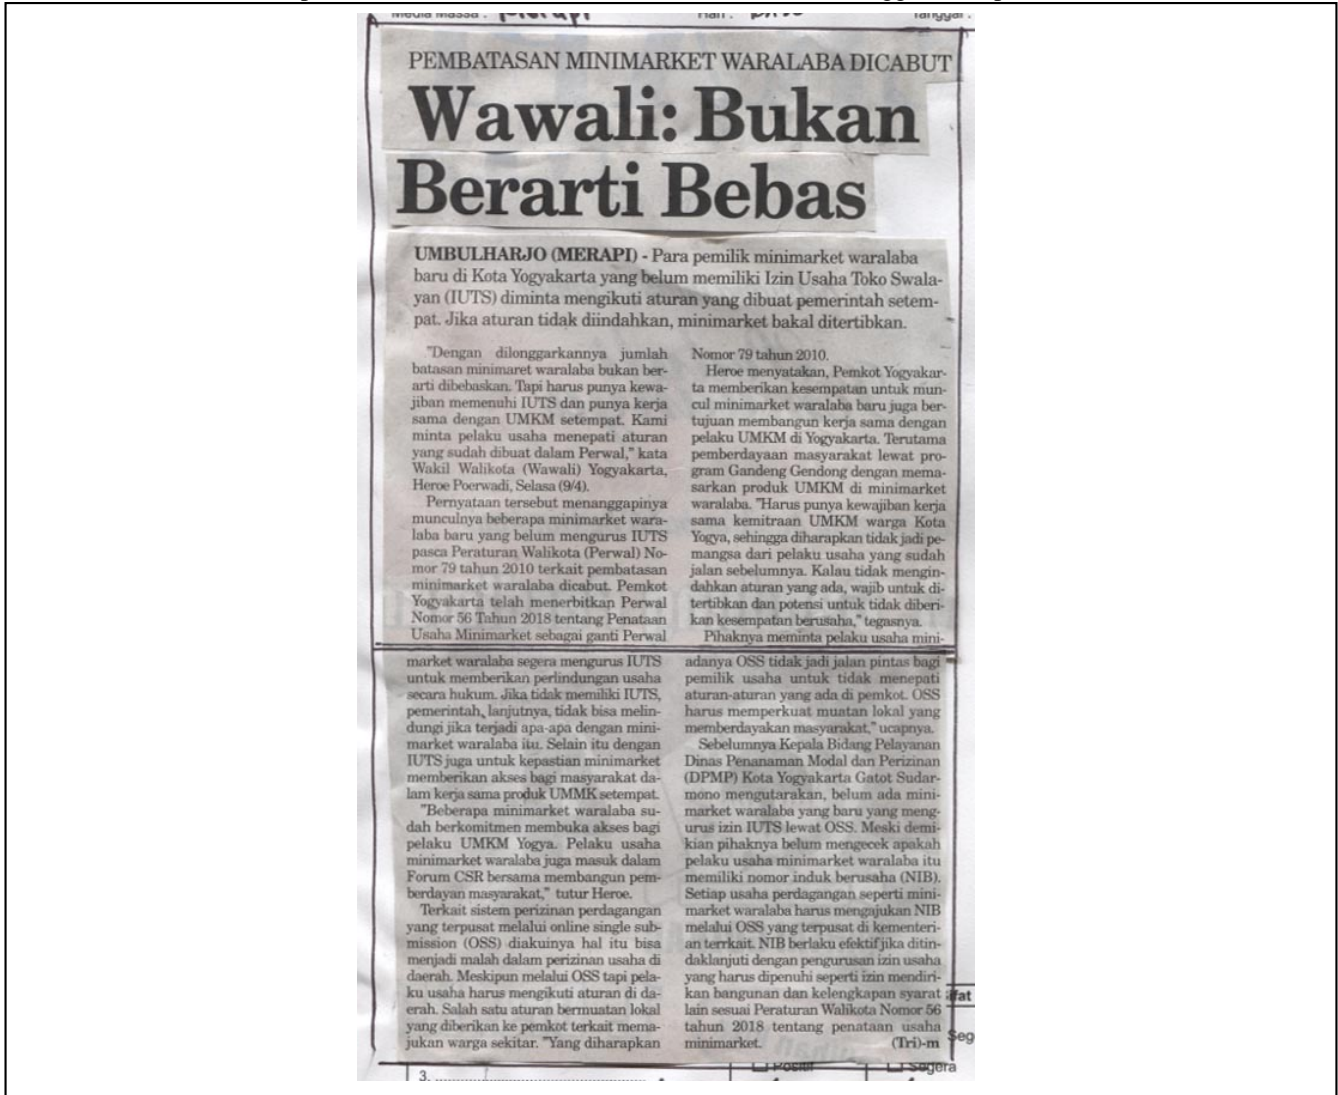 Media Massa :
Hari :
Tanggal :
PEMBATASAN MINIMARKET WARALABA DICABUT
Wawali: Bukan
Berarti Bebas
UMBULHARJO (MERAPI) - Para pemilik minimarket waralaba
baru di Kota Yogyakarta yang belum memiliki Izin Usaha Toko Swala-
yan (IUTS) diminta mengikuti aturan yang dibuat pemerintah setem-
pat. Jika aturan tidak diindahkan, minimarket bakal ditertibkan.
"Dengan dilonggarkannya jumlah
batasan minimaret waralaba bukan ber-
arti dibebaskan. Tapi harus punya kewa-
jiban memenuhi IUTS dan punya kerja
sama dengan UMKM setempat. Kami
minta pelaku usaha menepati aturan
yang sudah dibuat dalam Perwal," kata
Wakil Walikota (Wawali) Yogyakarta,
Heroe Poerwadi, Selasa (9/4).
Pernyataan tersebut menanggapinya
munculnya beberapa minimarket wara-
laba baru yang belum mengurus IUTS
pasca Peraturan Walikota (Perwal) No-
mor 79 tahun 2010 terkait pembatasan
minimarket waralaba dicabut. Pemkot
Yogyakarta telah menerbitkan Perwal
Nomor 56 Tahun 2018 tentang Penataan
Usaha Minimarket sebagai ganti Perwal
Nomor 79 tahun 2010.
Heroe menyatakan, Pemkot Yogyakar-
ta memberikan kesempatan untuk mun-
cul minimarket waralaba baru juga ber-
tujuan membangun kerja sama dengan
pelaku UMKM di Yogyakarta. Terutama
pemberdayaan masyarakat lewat pro-
gram Gandeng Gendong dengan mema-
sarkan produk UMKM di minimarket
waralaba. "Harus punya kewajiban kerja
sama kemitraan UMKM warga Kota
Yogya, sehingga diharapkan tidak jadi pe-
mangsa dari pelaku usaha yang sudah
jalan sebelumnya. Kalau tidak mengin-
dahkan aturan yang ada, wajib untuk di-
tertibkan dan potensi untuk tidak diberi-
kan kesempatan berusaha," tegasnya.
Pihaknya meminta pelaku usaha mini-
market waralaba segera mengurus IUTS
untuk memberikan perlindungan usaha
secara hukum. Jika tidak memiliki IUTS,
pemerintah, lanjutnya, tidak bisa melin-
dungi jika terjadi apa-apa dengan mini-
market waralaba itu. Selain itu dengan
IUTS juga untuk kepastian minimarket
memberikan akses bagi masyarakat da-
lam kerja sama produk UMMK setempat.
"Beberapa minimarket waralaba su-
dah berkomitmen membuka akses bagi
pelaku UMKM Yogya. Pelaku usaha
minimarket waralaba juga masuk dalam
Forum CSR bersama membangun pem-
berdayan masyarakat," tutur Heroe.
Terkait sistem perizinan perdagangan
yang terpusat melalui online single sub-
mission (OSS) diakuinya hal itu bisa
menjadi malah dalam perizinan usaha di
daerah. Meskipun melalui OSS tapi pela-
ku usaha harus mengikuti aturan di da-
erah. Salah satu aturan bermuatan lokal
yang diberikan ke pemkot terkait mema-
jukan warga sekitar. "Yang diharapkan
adanya OSS tidak jadi jalan pintas bagi
pemilik usaha untuk tidak menepati
aturan-aturan yang ada di pemkot. OSS
harus memperkuat muatan lokal yang
memberdayakan masyarakat," ucapnya.
Sebelumnya Kepala Bidang Pelayanan
Dinas Penanaman Modal dan Perizinan
(DPMP) Kota Yogyakarta Gatot Sudar-
mono mengutarakan, belum ada mini-
market waralaba yang baru yang meng-
urus izin IUTS lewat OSS. Meski demi-
kian pihaknya belum mengecek apakah
pelaku usaha minimarket waralaba itu
memiliki nomor induk berusaha (NIB).
Setiap usaha perdagangan seperti mini-
market waralaba harus mengajukan NIB
melalui OSS yang terpusat di kementeri-
an terrkait. NIB berlaku efektif jika ditin-
daklanjuti dengan pengurusan izin usaha
yang harus dipenuhi seperti izin mendiri-
kan bangunan dan kelengkapan syarat
lain sesuai Peraturan Walikota Nomor 56
tahun 2018 tentang penataan usaha
minimarket. (Tri)-m
3.
Positif
Segera